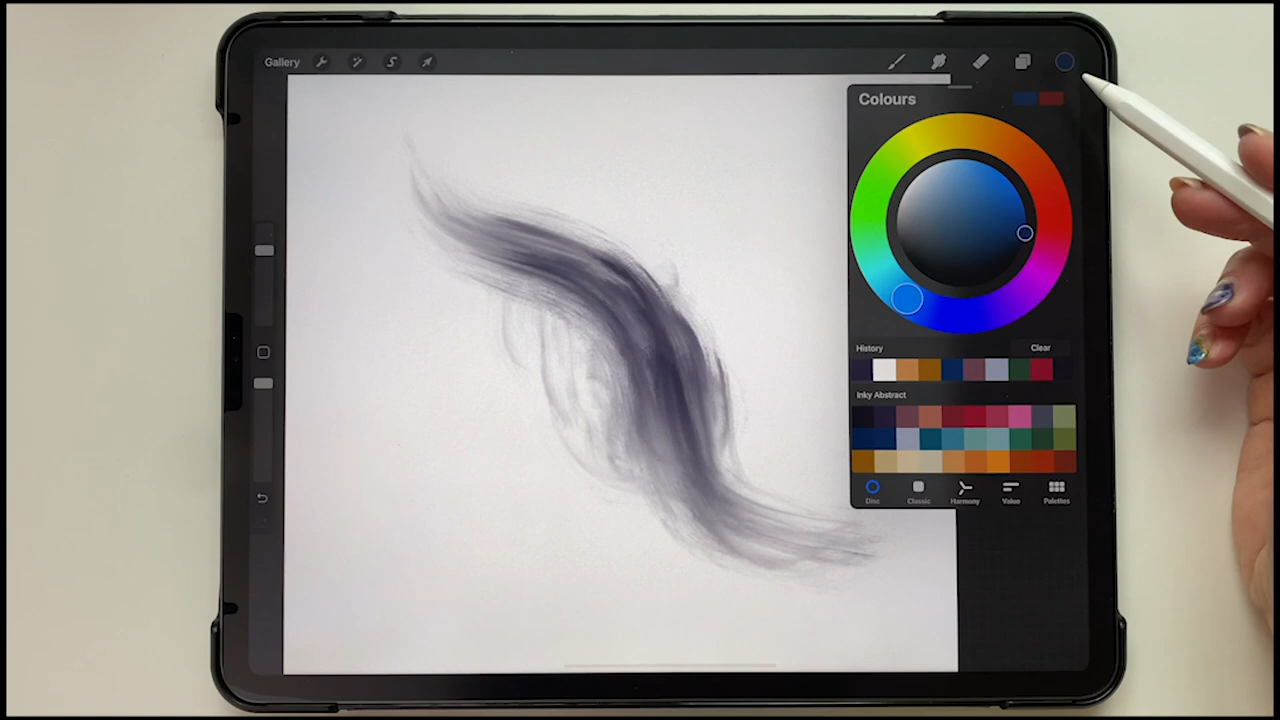 Gallery
Colours
History Clear
Inky Abstract
Disc Classic Harmony Value Palettes